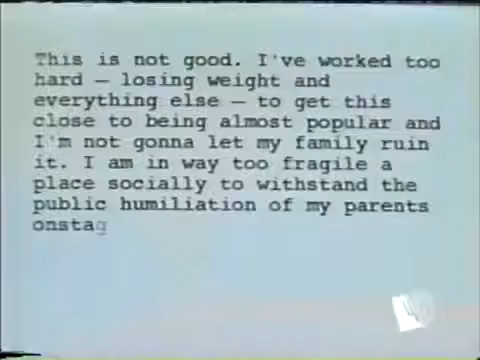 This is not good. I've worked too
hard — losing weight and
everything else — to get this
close to being almost popular and
I'm not gonna let my family ruin
it. I am in way too fragile a
place socially to withstand the
public humiliation of my parents
onstag